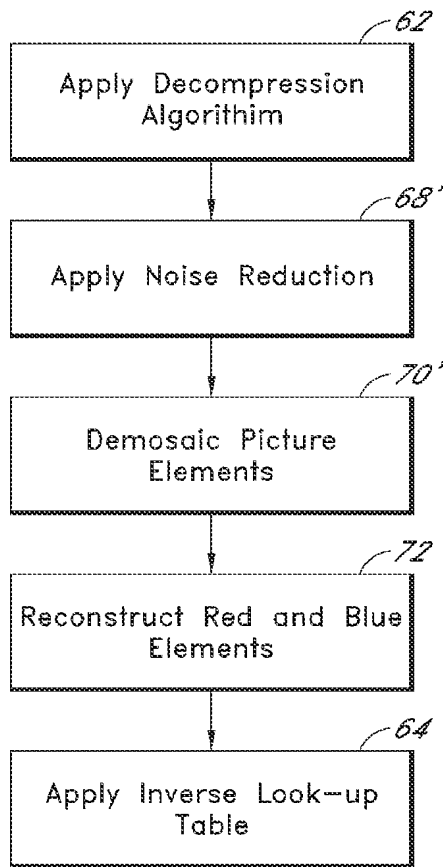 62
Apply Decompression
Algorithim
68'
Apply Noise Reduction
70'
Demosaic Picture
Elements
72
Reconstruct Red and Blue
Elements
64
Apply Inverse Look-up
Table